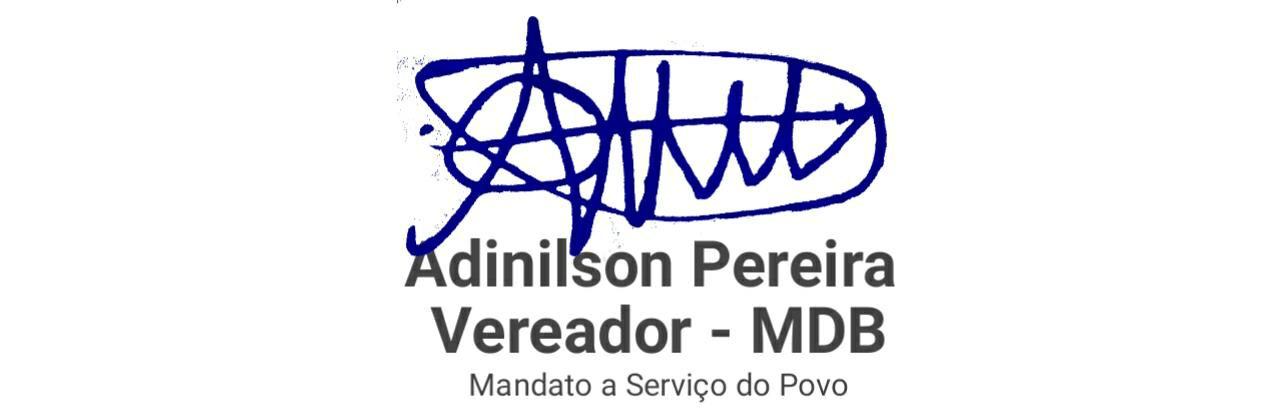 Adinilson Pereira
Vereador - MDB
Mandato a Serviço do Povo